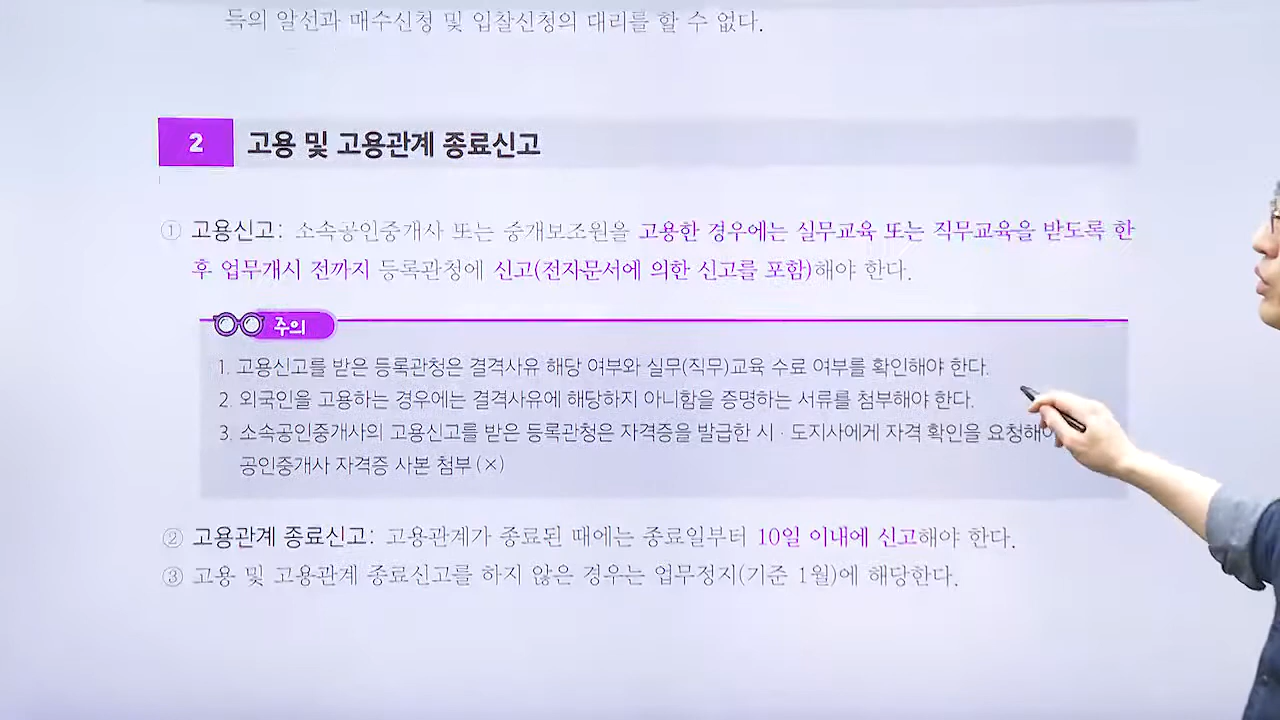 득의 알선과 매수신청 및 입찰신청의 대리를 할 수 없다.
2 고용 및 고용관계 종료신고
① 고용신고: 소속공인중개사 또는 중개보조원을 고용한 경우에는 실무교육 또는 직무교육을 받도록 한
후 업무개시 전까지 등록관청에 신고(전자문서에 의한 신고를 포함)해야 한다.
주의
1. 고용신고를 받은 등록관청은 결격사유 해당 여부와 실무(직무)교육 수료 여부를 확인해야 한다.
2. 외국인을 고용하는 경우에는 결격사유에 해당하지 아니함을 증명하는 서류를 첨부해야 한다.
3. 소속공인중개사의 고용신고를 받은 등록관청은 자격증을 발급한 시·도지사에게 자격 확인을
공인중개사 자격증 사본 첨부(×)
② 고용관계 종료신고: 고용관계가 종료된 때에는 종료일부터 10일 이내에 신고해야 한다.
③ 고용 및 고용관계 종료신고를 하지 않은 경우는 업무정지(기준 1월)에 해당한다.